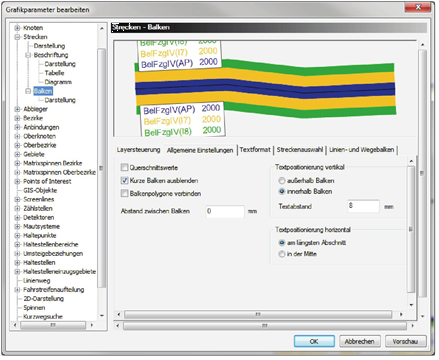 Grafikparameter bearbeiten
Knoten
Strecken
Darstellung
Beschriftung
Darstellung
Tabelle
Diagramm
Balken
Darstellung
Abbieger
Bezirke
Anbindungen
Oberknoten
Oberbezirke
Gebiete
Matrixspinnen Bezirke
Matrixspinnen Oberbezirke
Points of Interest
GIS-Objekte
Screenlines
Zählstellen
Detektoren
Mautsysteme
Haltepunkte
Haltestellenbereiche
Umsteigebeziehungen
Haltestellen
Haltestelleneinzugsgebiete
Linienweg
Fahrstreifenaufteilung
2D-Darstellung
Spinnen
Kurzwegsuche
Strecken - Balken
BelFzgIV(I8) 2000
BelFzgIV(I7) 2000
BelFzgIV(AP) 2000
BelFzgIV(AP) 2000
BelFzgIV(I7) 2000
BelFzgIV(I8) 2000
Layersteuerung Allgemeine Einstellungen Textformat Streckenauswahl Linien- und Wegebalken
Querschnittswerte
Kurze Balken ausblenden
Balkenpolygone verbinden
Abstand zwischen Balken 0 mm
Textpositionierung vertikal
außerhalb Balken
innerhalb Balken
Textabstand 8 mm
Textpositionierung horizontal
am längsten Abschnitt
in der Mitte
OK Abbrechen Vorschau